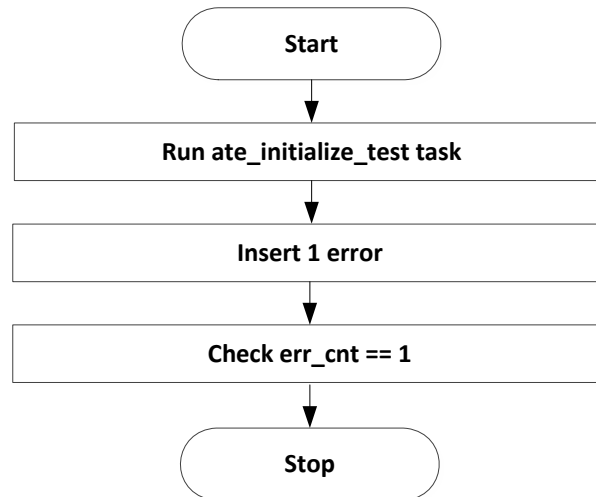 Start
Run ate_initialize_test task
Insert 1 error
Check err_cnt == 1
Stop